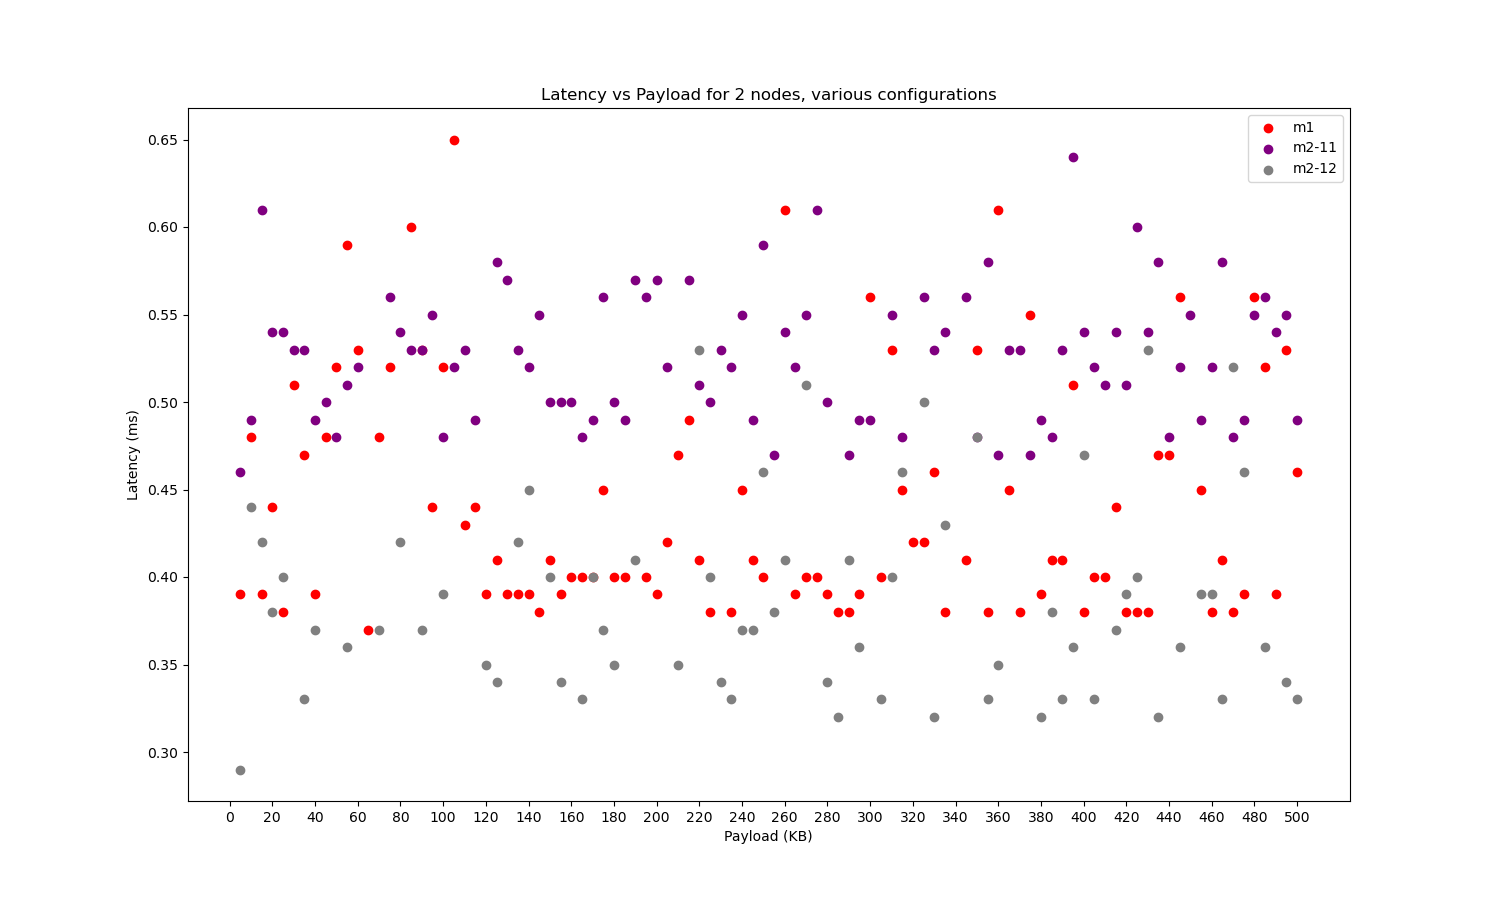 Latency vs Payload for 2 nodes, various configurations
m1
m2-11
m2-12
Latency (ms)
0.65
0.60
0.55
0.50
0.45
0.40
0.35
0.30
0 20 40 60 80 100 120 140 160 180 200 220 240 260 280 300 320 340 360 380 400 420 440 460 480 500
Payload (KB)